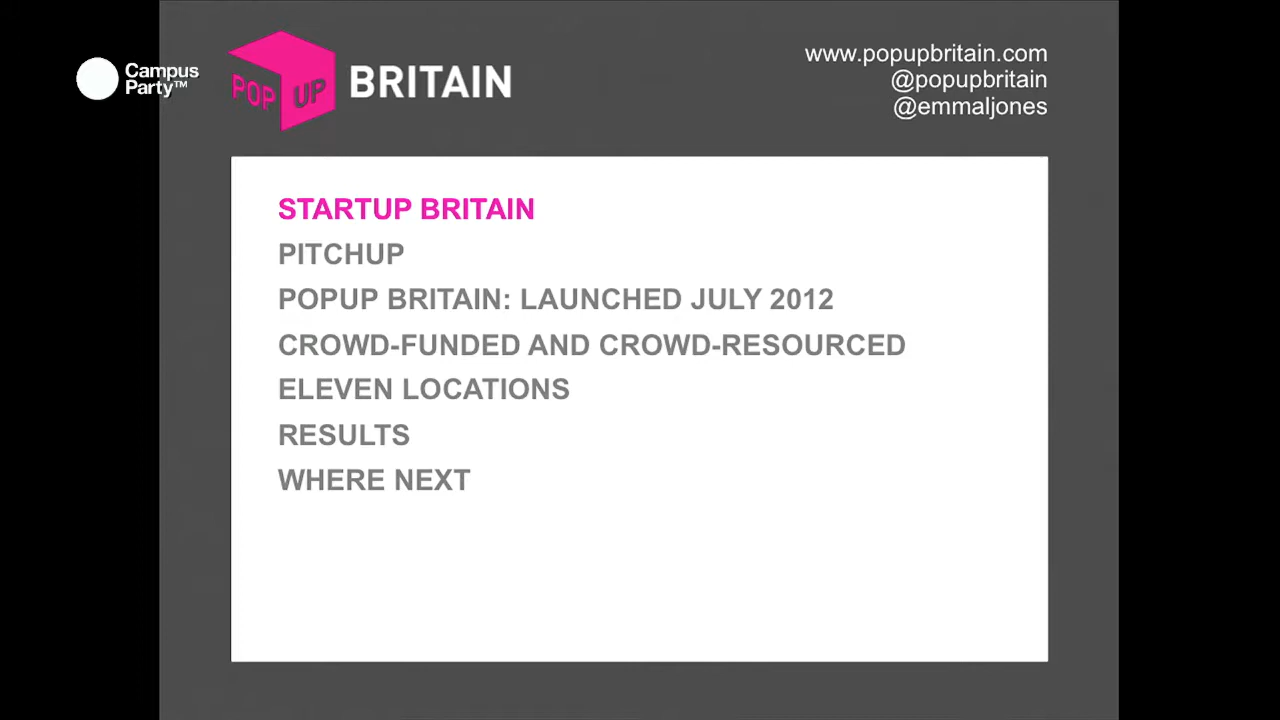 Campus
Party™
POP UP BRITAIN
www.popupbritain.com
@popupbritain
@emmaljones
STARTUP BRITAIN
PITCHUP
POPUP BRITAIN: LAUNCHED JULY 2012
CROWD-FUNDED AND CROWD-RESOURCED
ELEVEN LOCATIONS
RESULTS
WHERE NEXT